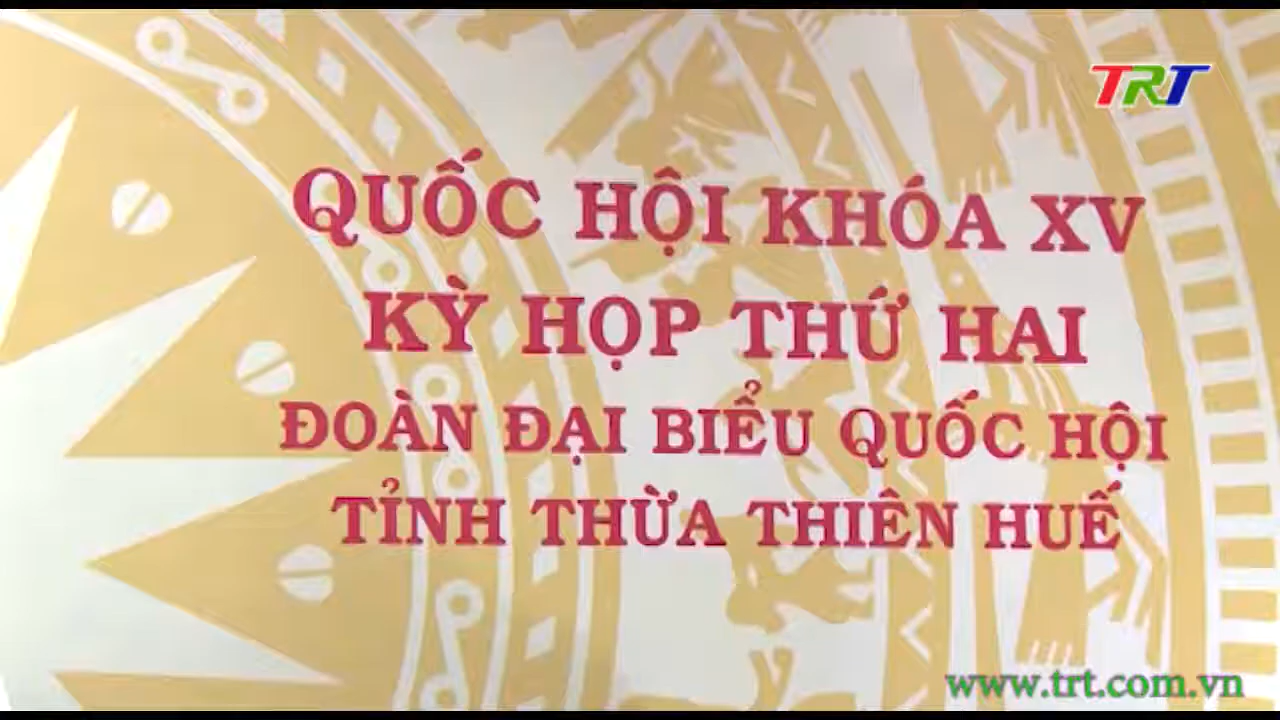 TRT
QUỐC HỘI KHÓA XV
KỲ HỌP THỨ HAI
ĐOÀN ĐẠI BIỂU QUỐC HỘI
TỈNH THỪA THIÊN HUẾ
www.trt.com.vn